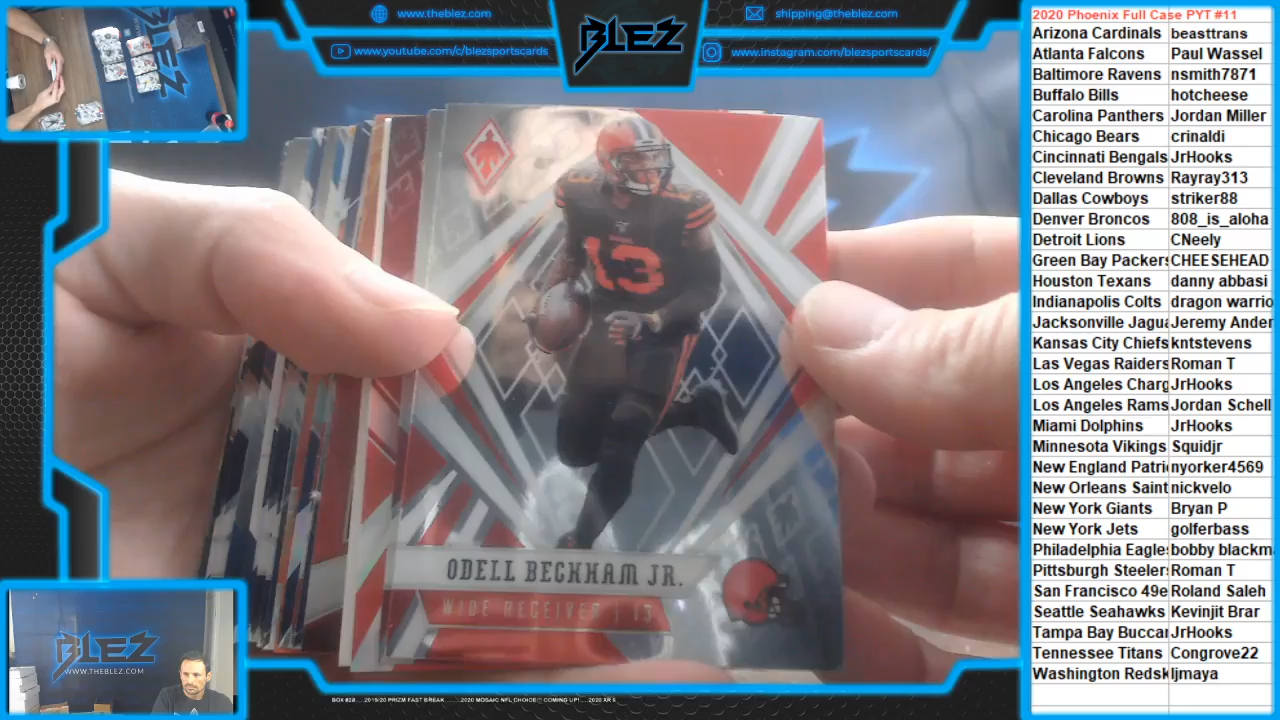 www.theblez.com
www.youtube.com/c/blezsportscards
BLEZ
shipping@theblez.com
www.instagram.com/blezsportscards/
2020 Phoenix Full Case PYT #11
Arizona Cardinals beasttrans
Atlanta Falcons Paul Wassel
Baltimore Ravens nsmith7871
Buffalo Bills hotcheese
Carolina Panthers Jordan Miller
Chicago Bears crinaldi
Cincinnati Bengals JrHooks
Cleveland Browns Rayray313
Dallas Cowboys striker88
Denver Broncos 808_is_aloha
Detroit Lions CNeely
Green Bay Packers CHEESEHEAD
Houston Texans danny abbasi
Indianapolis Colts dragon warrio
Jacksonville Jagua Jeremy Ander
Kansas City Chiefs kntstevens
Las Vegas Raiders Roman T
Los Angeles Charg JrHooks
Los Angeles Rams Jordan Schell
Miami Dolphins JrHooks
Minnesota Vikings Squidjr
New England Patri nyorker4569
New Orleans Saint nickvelo
New York Giants Bryan P
New York Jets golferbass
Philadelphia Eagle bobby blackm
Pittsburgh Steeler Roman T
San Francisco 49e Roland Saleh
Seattle Seahawks Kevinjit Brar
Tampa Bay Buccar JrHooks
Tennessee Titans Congrove22
Washington Redsk ljmaya
13
ODELL BECKHAM JR.
WIDE RECEIVER | 13
BLEZ
WWW.THEBLEZ.COM